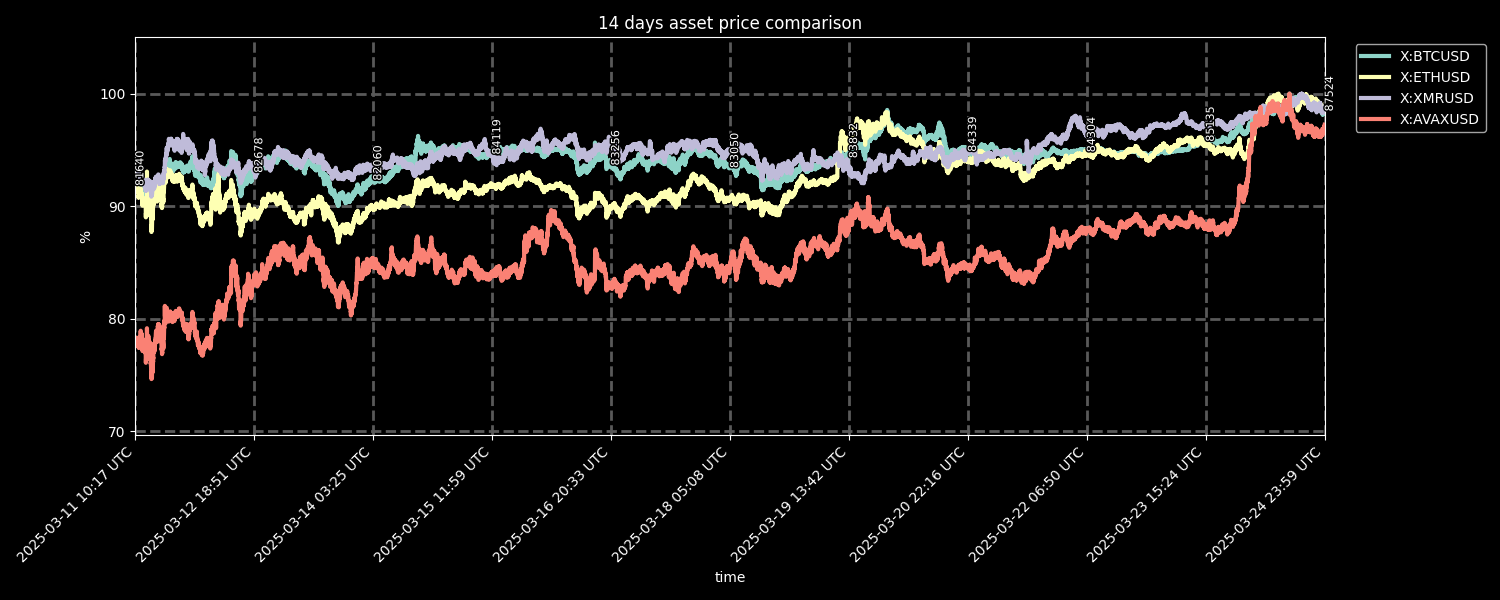 14 days asset price comparison
X:BTCUSD
X:ETHUSD
X:XMRUSD
X:AVAXUSD
%
100
90
80
70
81640
82678
82060
84119
83256
83050
83832
84339
84304
85135
87524
2025-03-11 10:17 UTC
2025-03-12 18:51 UTC
2025-03-14 03:25 UTC
2025-03-15 11:59 UTC
2025-03-16 20:33 UTC
2025-03-18 05:08 UTC
2025-03-19 13:42 UTC
2025-03-20 22:16 UTC
2025-03-22 06:50 UTC
2025-03-23 15:24 UTC
2025-03-24 23:59 UTC
time